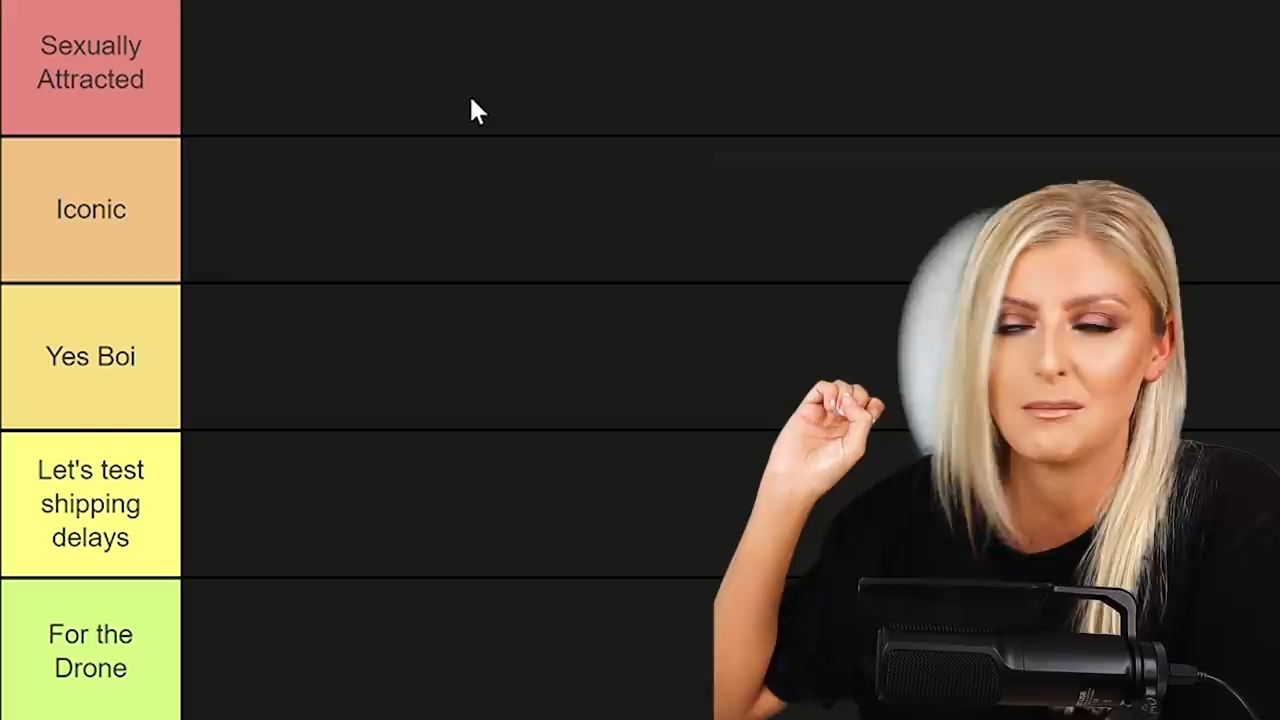 Sexually
Attracted
Iconic
Yes Boi
Let's test
shipping
delays
For the
Drone